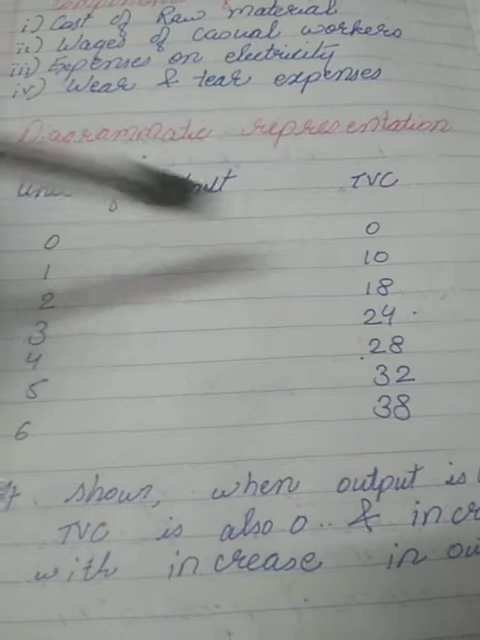 i) Cost of Raw material
ii) Wages of casual workers
iii) Expenses on electricity
iv) Wear & tear expenses
Diagrammatic representation
TVC
0 0
1 10
2 18
3 24
4 28
5 32
6 38
It shows, when output is
TVC is also 0.. &
with increase in